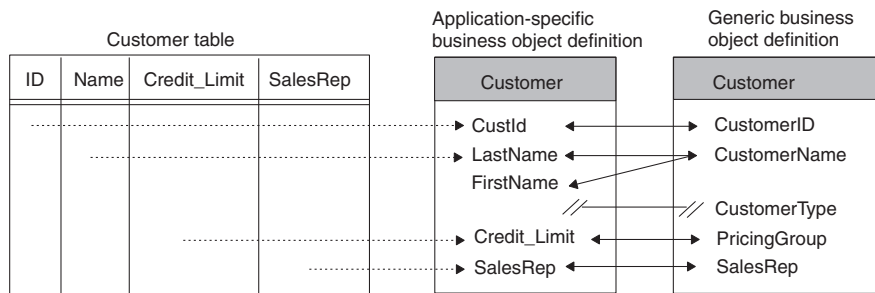 Customer table
ID Name Credit_Limit SalesRep
Application-specific
business object definition
Customer
CustId
LastName
FirstName
Credit_Limit
SalesRep
Generic business
object definition
Customer
CustomerID
CustomerName
CustomerType
PricingGroup
SalesRep